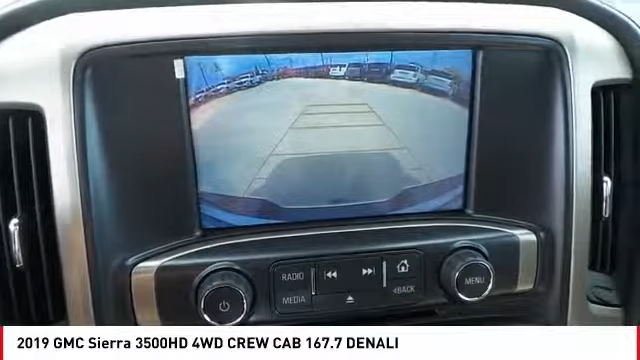 RADIO
MEDIA
<BACK
MENU
2019 GMC Sierra 3500HD 4WD CREW CAB 167.7 DENALI